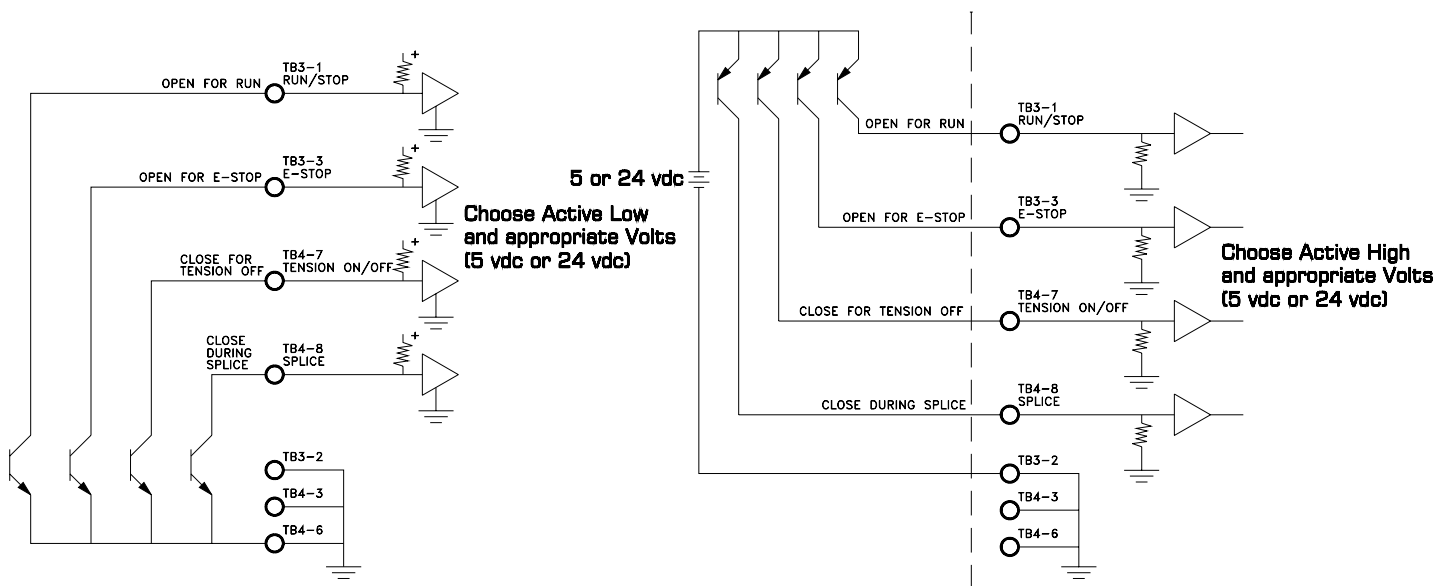 OPEN FOR RUN
TB3-1
RUN/STOP
+
OPEN FOR E-STOP
TB3-3
E-STOP
+
Choose Active Low
and appropriate Volts
(5 vdc or 24 vdc)
CLOSE FOR
TENSION OFF
TB4-7
TENSION ON/OFF
+
CLOSE
DURING
SPLICE
TB4-8
SPLICE
+
TB3-2
TB4-3
TB4-6
5 or 24 vdc
OPEN FOR RUN
TB3-1
RUN/STOP
OPEN FOR E-STOP
TB3-3
E-STOP
Choose Active High
and appropriate Volts
(5 vdc or 24 vdc)
CLOSE FOR TENSION OFF
TB4-7
TENSION ON/OFF
CLOSE DURING SPLICE
TB4-8
SPLICE
TB3-2
TB4-3
TB4-6